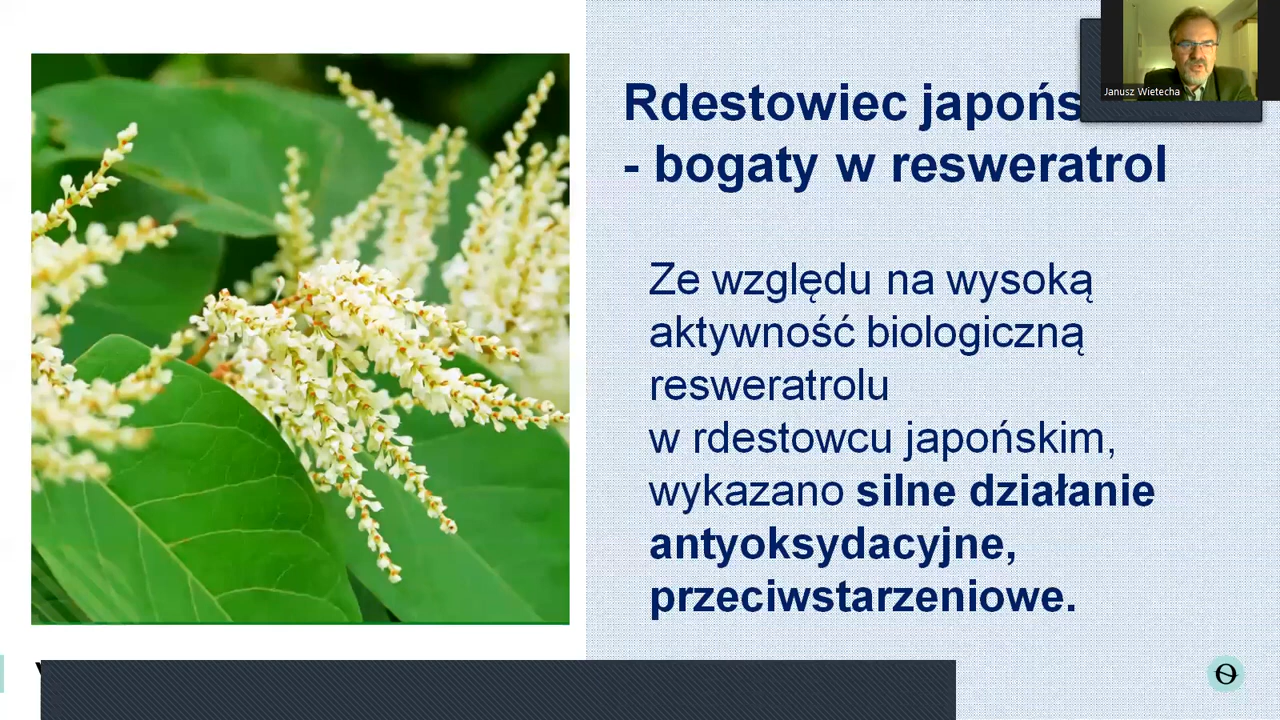 Rdestowiec japońs
- bogaty w resweratrol
Janusz Wietecha
Ze względu na wysoką
aktywność biologiczną
resweratrolu
w rdestowcu japońskim,
wykazano silne działanie
antyoksydacyjne,
przeciwstarzeniowe.